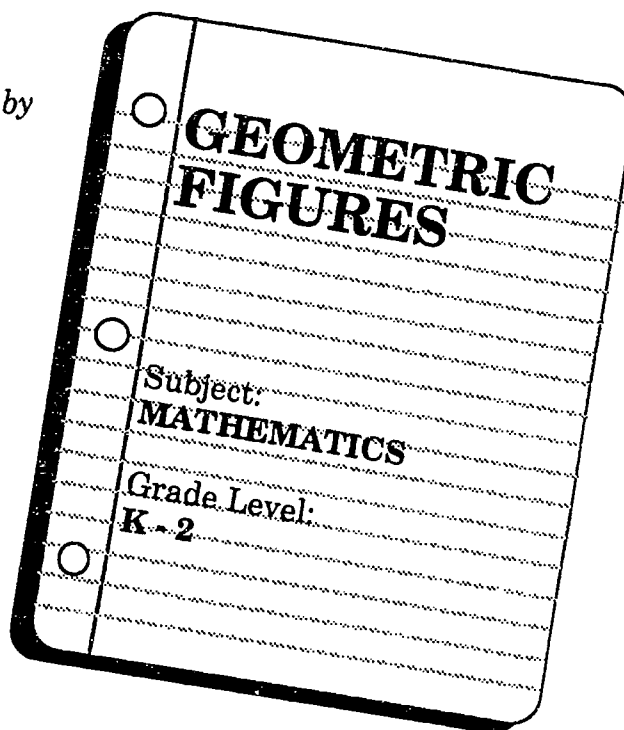 by
GEOMETRIC
FIGURES
Subject:
MATHEMATICS
Grade Level:
K - 2